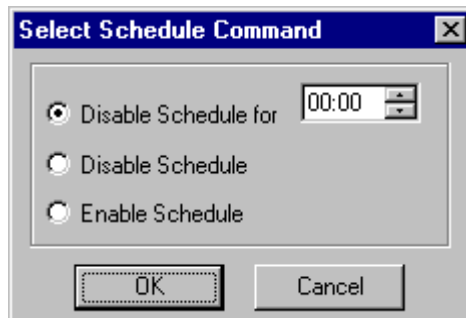 Select Schedule Command
Disable Schedule for 00:00
Disable Schedule
Enable Schedule
OK Cancel